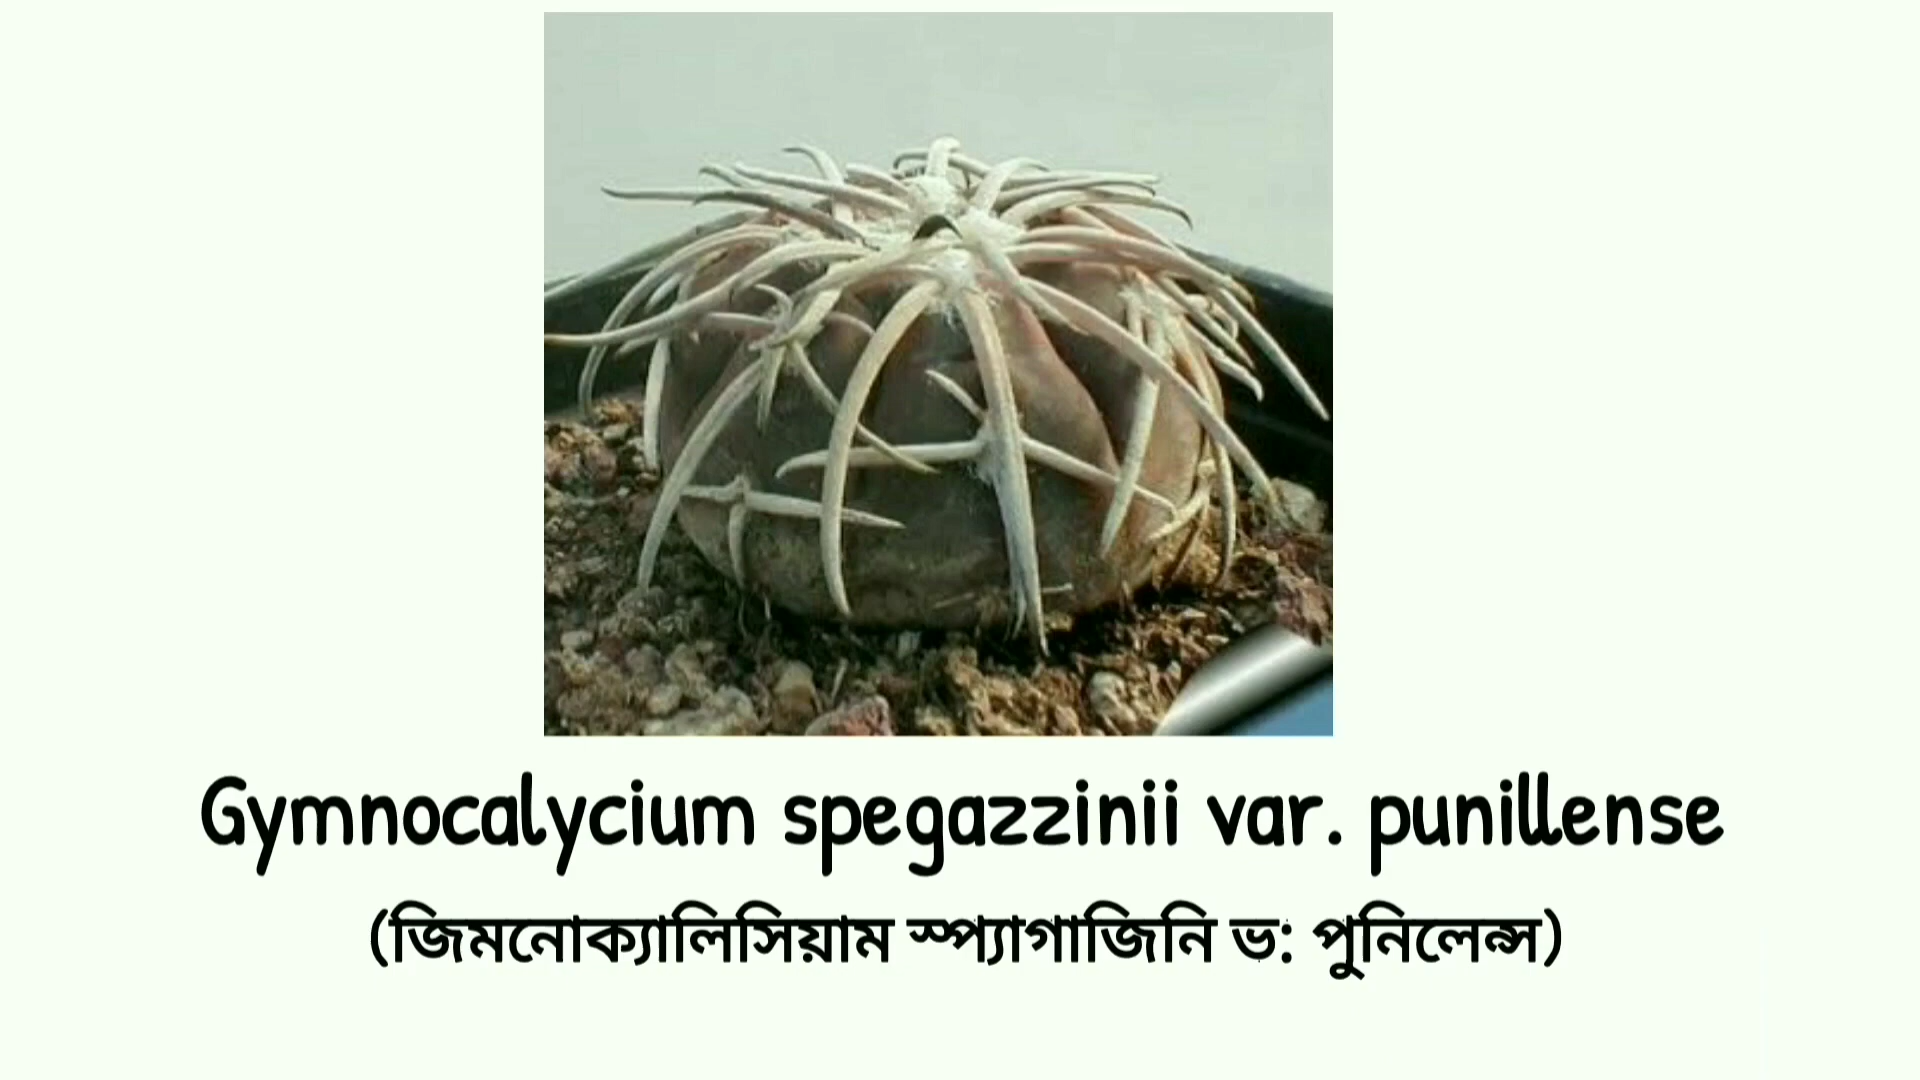 Gymnocalycium spegazzinii var. punillense
(জিমনোক্যালিসিয়াম স্প্যাগাজিনি ভ: পুনিলেন্স)